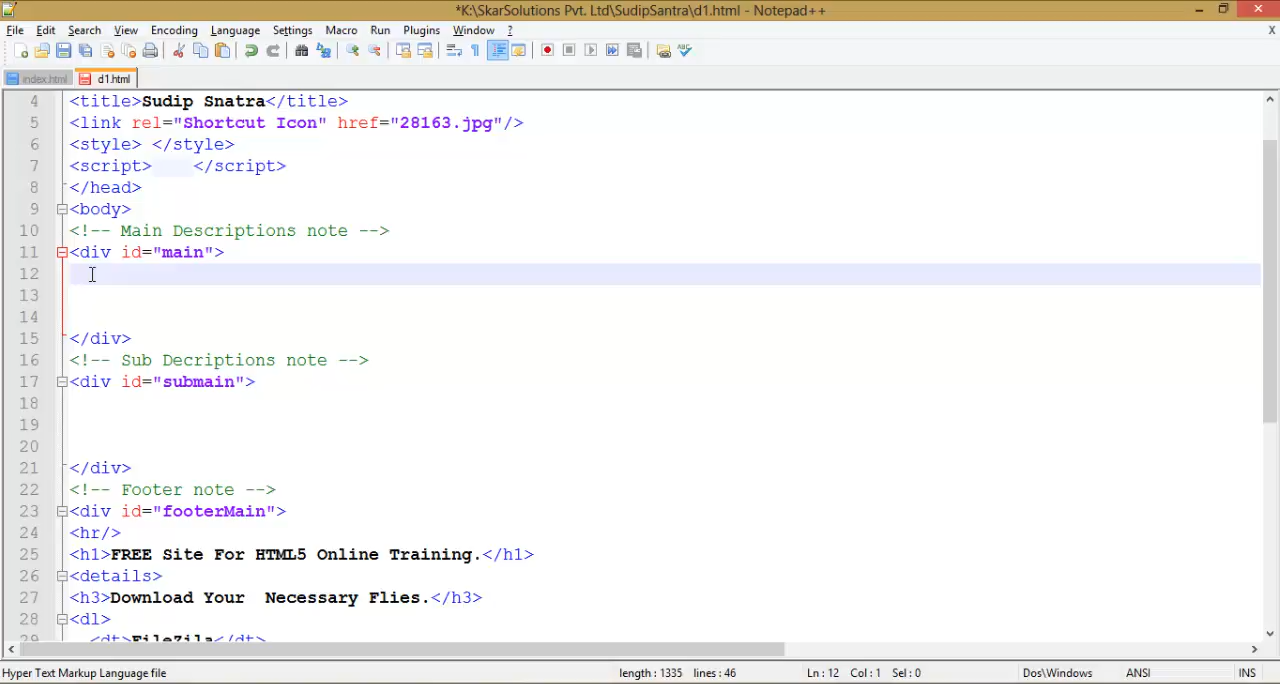 *K:\SkarSolutions Pvt. Ltd\SudipSantra\d1.html - Notepad++
File Edit Search View Encoding Language Settings Macro Run Plugins Window ? X
index.html d1.html
4 <title>Sudip Snatra</title>
5 <link rel="Shortcut Icon" href="28163.jpg"/>
6 <style> </style>
7 <script>    </script>
8 </head>
9 <body>
10 <!-- Main Descriptions note -->
11 <div id="main">
12
13
14
15 </div>
16 <!-- Sub Decriptions note -->
17 <div id="submain">
18
19
20
21 </div>
22 <!-- Footer note -->
23 <div id="footerMain">
24 <hr/>
25 <h1>FREE Site For HTML5 Online Training.</h1>
26 <details>
27 <h3>Download Your  Necessary Flies.</h3>
28 <dl>
29 <dt>FileZila</dt>
Hyper Text Markup Language file length : 1335 lines : 46 Ln : 12 Col : 1 Sel : 0 Dos\Windows ANSI INS